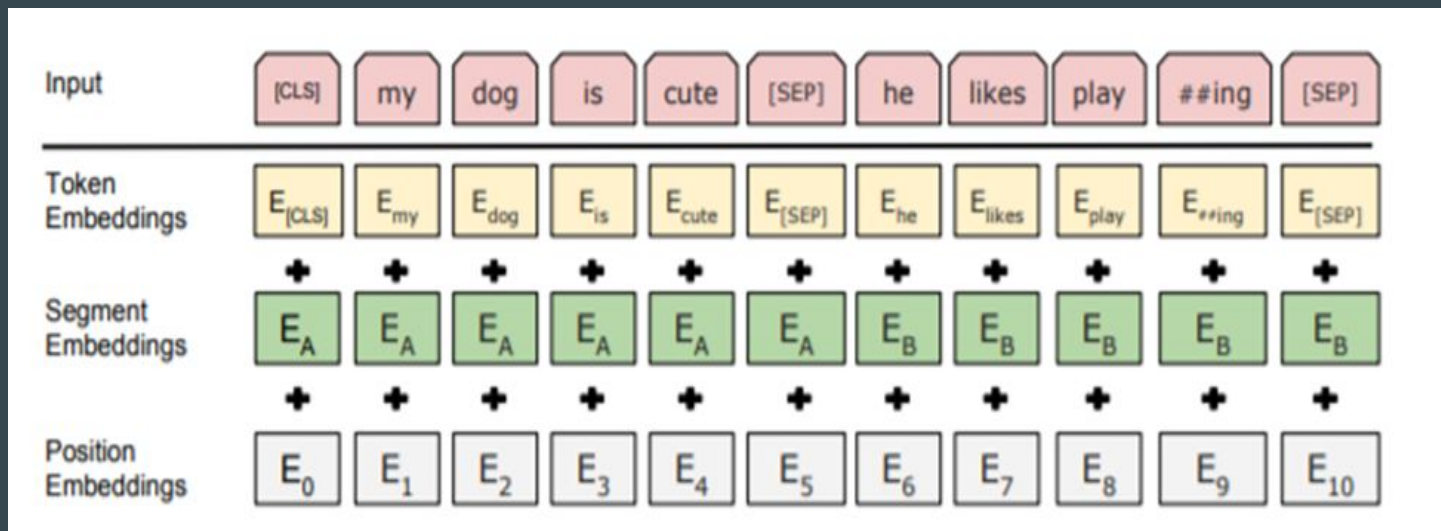 Input [CLS] my dog is cute [SEP] he likes play ##ing [SEP]
Token Embeddings E[CLS] Emy Edog Eis Ecute E[SEP] Ehe Elikes Eplay E##ing E[SEP]
+ + + + + + + + + + +
Segment Embeddings EA EA EA EA EA EA EB EB EB EB EB
+ + + + + + + + + + +
Position Embeddings E0 E1 E2 E3 E4 E5 E6 E7 E8 E9 E10